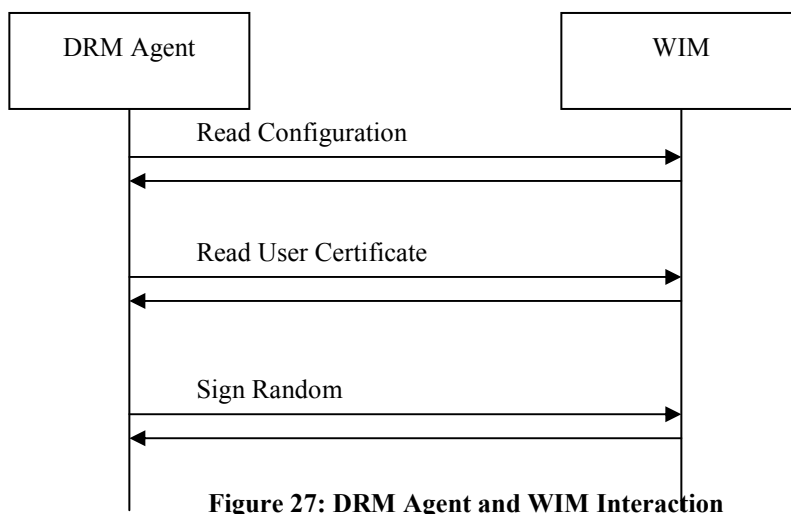 DRM Agent
WIM
Read Configuration
Read User Certificate
Sign Random
Figure 27: DRM Agent and WIM Interaction